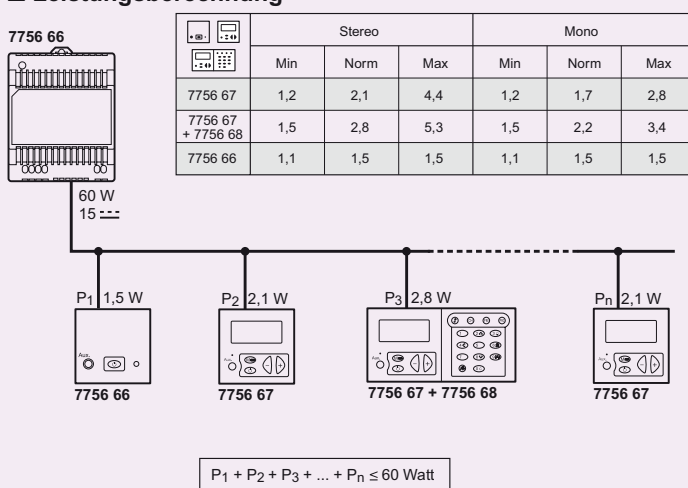 ■ Leistungsberechnung
7756 66
Stereo Mono
Min Norm Max Min Norm Max
7756 67 1,2 2,1 4,4 1,2 1,7 2,8
7756 67
+ 7756 68 1,5 2,8 5,3 1,5 2,2 3,4
7756 66 1,1 1,5 1,5 1,1 1,5 1,5
60 W
15
P1 1,5 W P2 2,1 W P3 2,8 W Pn 2,1 W
Aux.
7756 66 7756 67 7756 67 + 7756 68 7756 67
P1 + P2 + P3 + ... + Pn ≤ 60 Watt